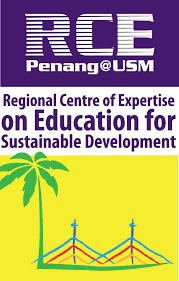 RCE
Penang@USM
Regional Centre of Expertise
on Education for
Sustainable Development